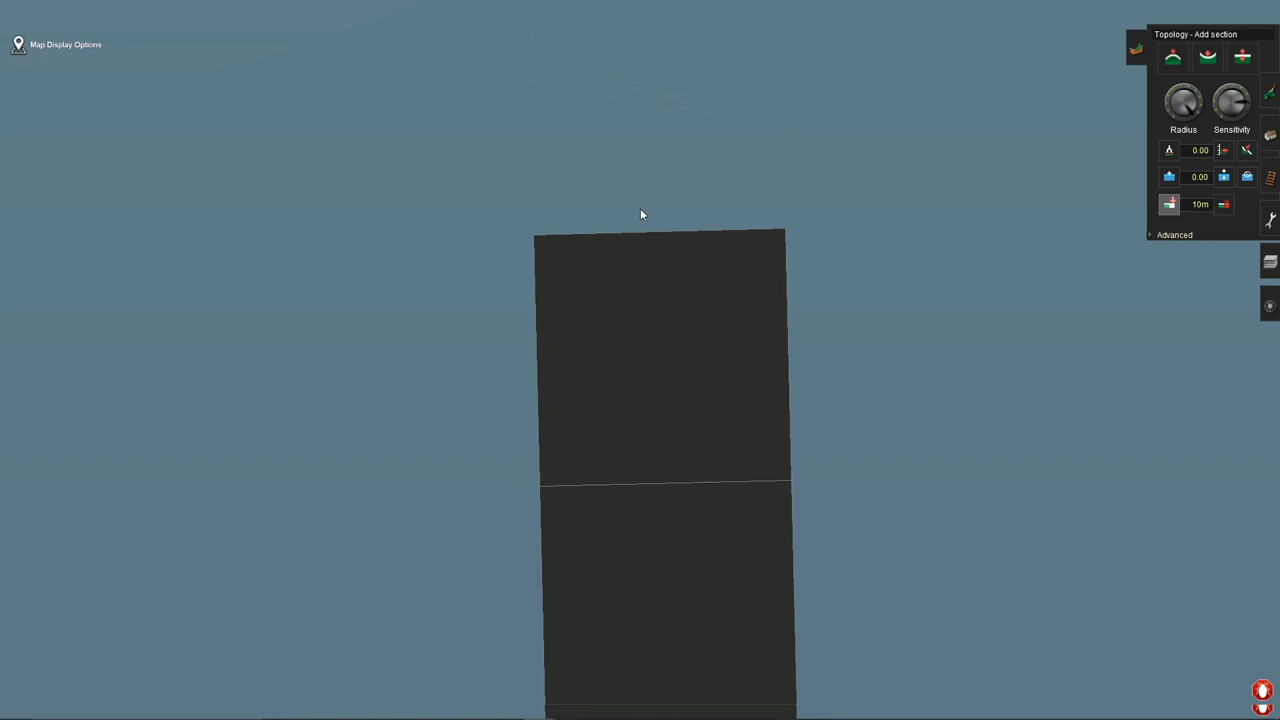 Map Display Options
Topology - Add section
Radius
Sensitivity
0.00
0.00
10m
Advanced